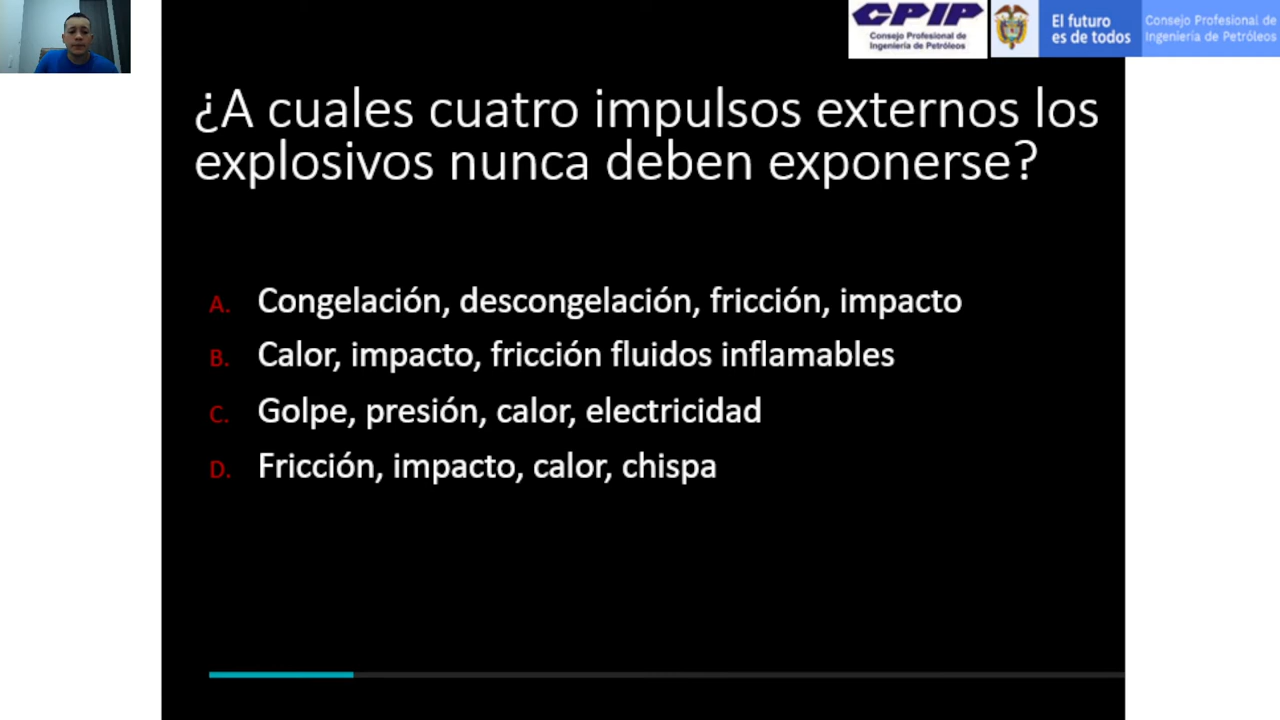 CPIP
Consejo Profesional de
Ingeniería de Petróleos
El futuro
es de todos
Consejo Profesional de
Ingeniería de Petróleos
¿A cuales cuatro impulsos externos los
explosivos nunca deben exponerse?
A. Congelación, descongelación, fricción, impacto
B. Calor, impacto, fricción fluidos inflamables
C. Golpe, presión, calor, electricidad
D. Fricción, impacto, calor, chispa